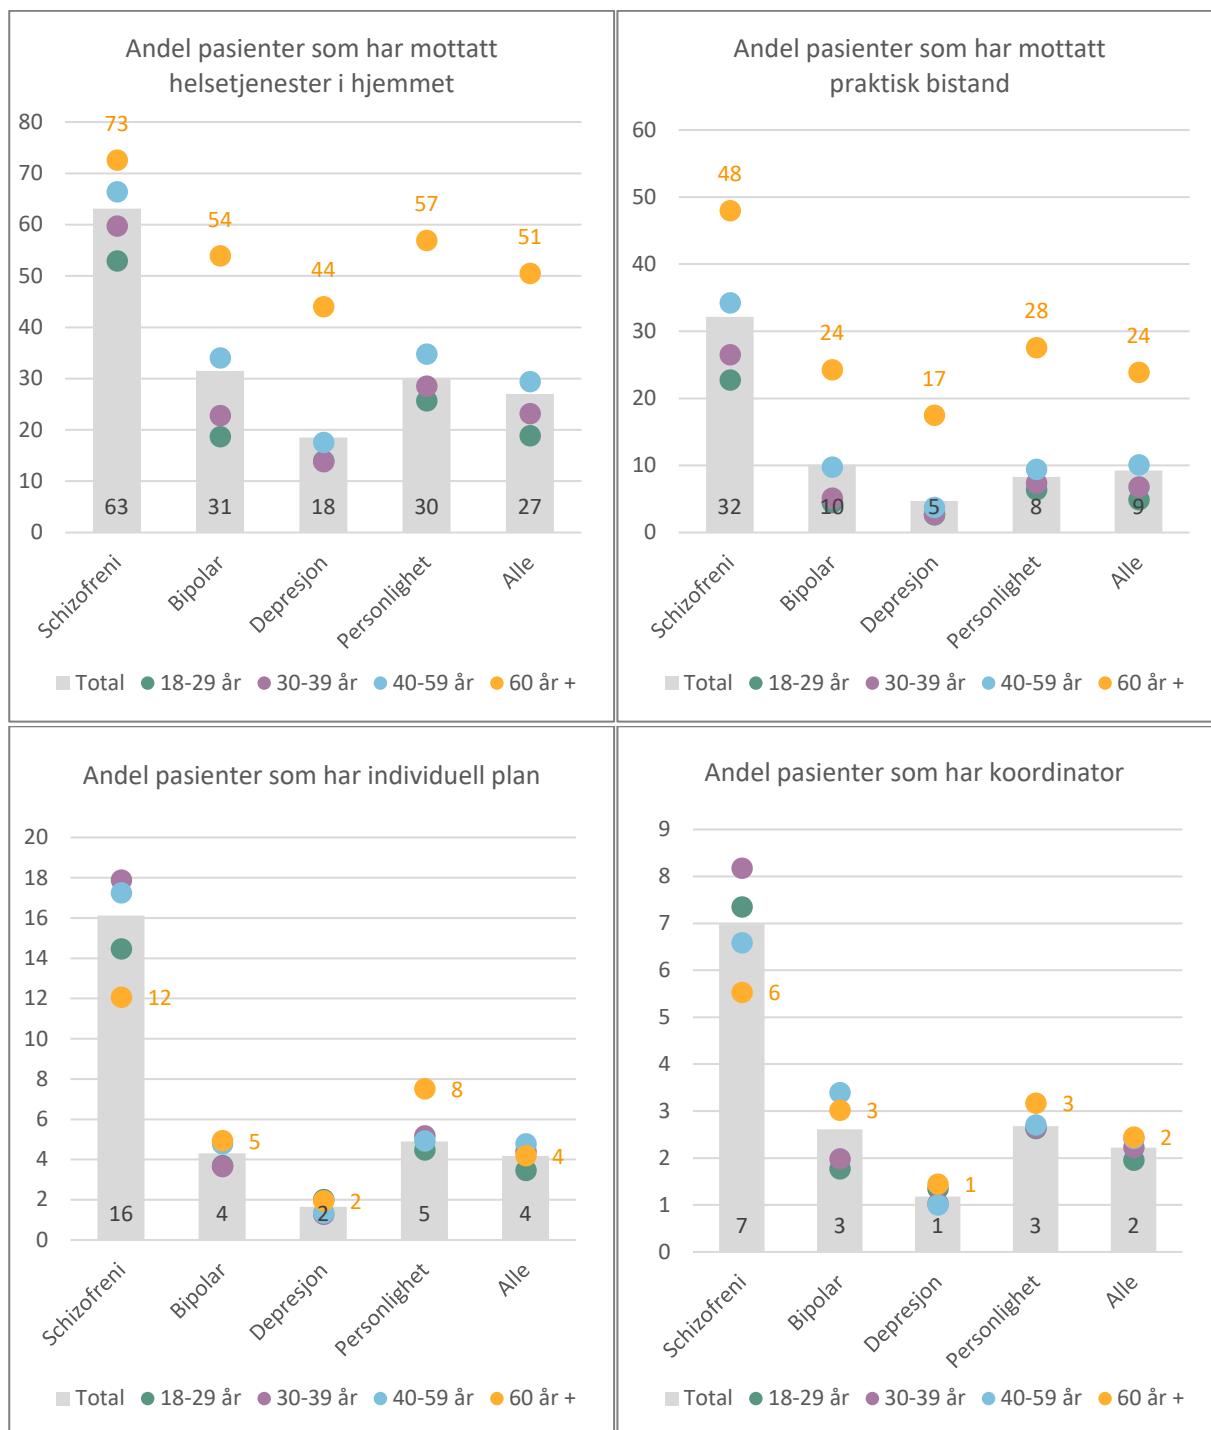 Andel pasienter som har mottatt
helsetjenester i hjemmet
80
70
60
50
40
30
20
10
0
73
54
44
57
51
63
31
18
30
27
Schizofreni
Bipolar
Depresjon
Personlighet
Alle
Total 18-29 år 30-39 år 40-59 år 60 år +
Andel pasienter som har mottatt
praktisk bistand
60
50
40
30
20
10
0
48
24
17
28
24
32
10
5
8
9
Schizofreni
Bipolar
Depresjon
Personlighet
Alle
Total 18-29 år 30-39 år 40-59 år 60 år +
Andel pasienter som har individuell plan
20
18
16
14
12
10
8
6
4
2
0
12
5
2
8
4
16
4
2
5
4
Schizofreni
Bipolar
Depresjon
Personlighet
Alle
Total 18-29 år 30-39 år 40-59 år 60 år +
Andel pasienter som har koordinator
9
8
7
6
5
4
3
2
1
0
6
3
1
3
2
7
3
1
3
2
Schizofreni
Bipolar
Depresjon
Personlighet
Alle
Total 18-29 år 30-39 år 40-59 år 60 år +